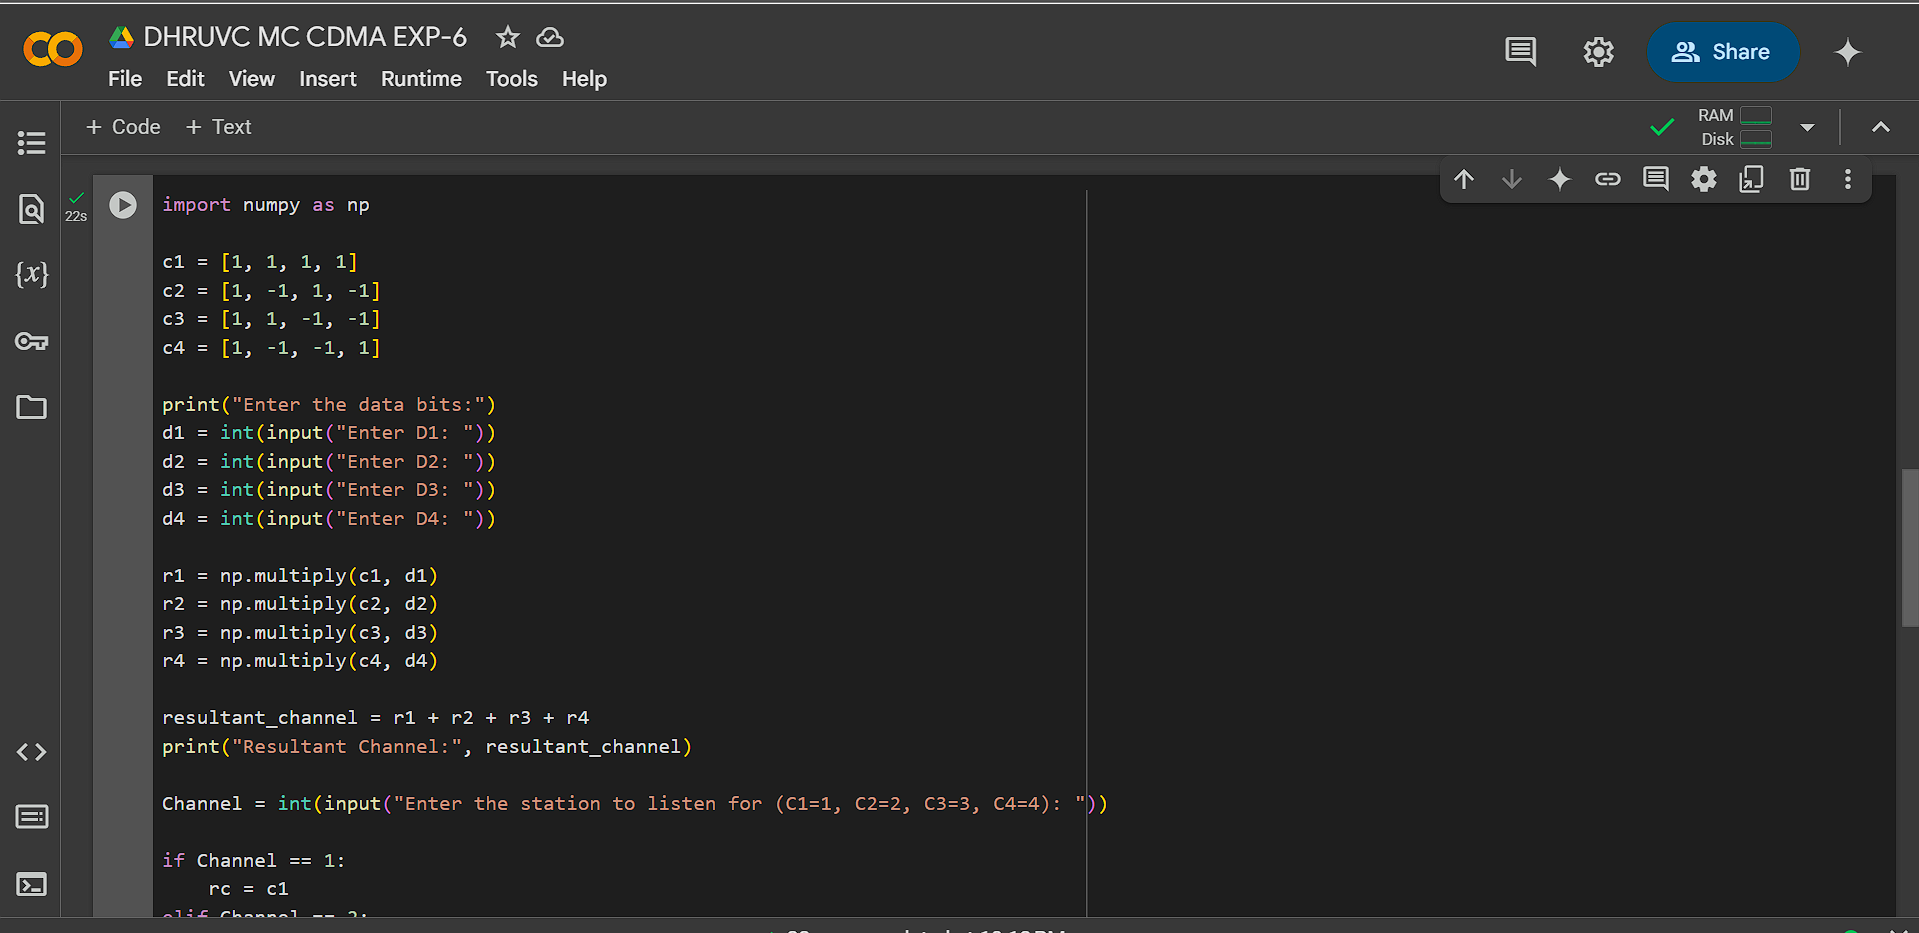 DHRUVC MC CDMA EXP-6
File Edit View Insert Runtime Tools Help
Share
+ Code + Text
RAM
Disk
22s
import numpy as np
c1 = [1, 1, 1, 1]
c2 = [1, -1, 1, -1]
c3 = [1, 1, -1, -1]
c4 = [1, -1, -1, 1]
print("Enter the data bits:")
d1 = int(input("Enter D1: "))
d2 = int(input("Enter D2: "))
d3 = int(input("Enter D3: "))
d4 = int(input("Enter D4: "))
r1 = np.multiply(c1, d1)
r2 = np.multiply(c2, d2)
r3 = np.multiply(c3, d3)
r4 = np.multiply(c4, d4)
resultant_channel = r1 + r2 + r3 + r4
print("Resultant Channel:", resultant_channel)
Channel = int(input("Enter the station to listen for (C1=1, C2=2, C3=3, C4=4): "))
if Channel == 1:
    rc = c1
elif Channel == 2: